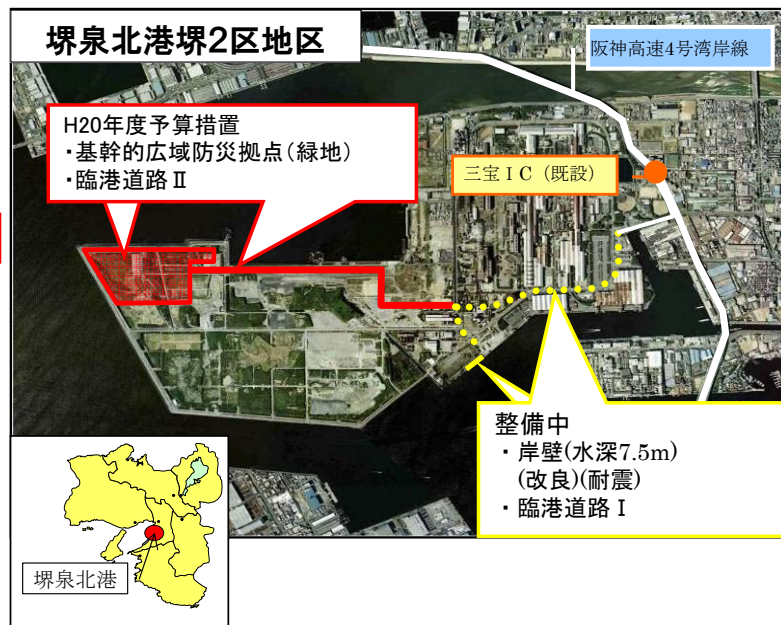 堺泉北港堺2区地区
阪神高速4号湾岸線
H20年度予算措置
・基幹的広域防災拠点(緑地)
・臨港道路Ⅱ
三宝IC(既設)
整備中
・岸壁(水深7.5m)
(改良)(耐震)
・臨港道路Ⅰ
堺泉北港